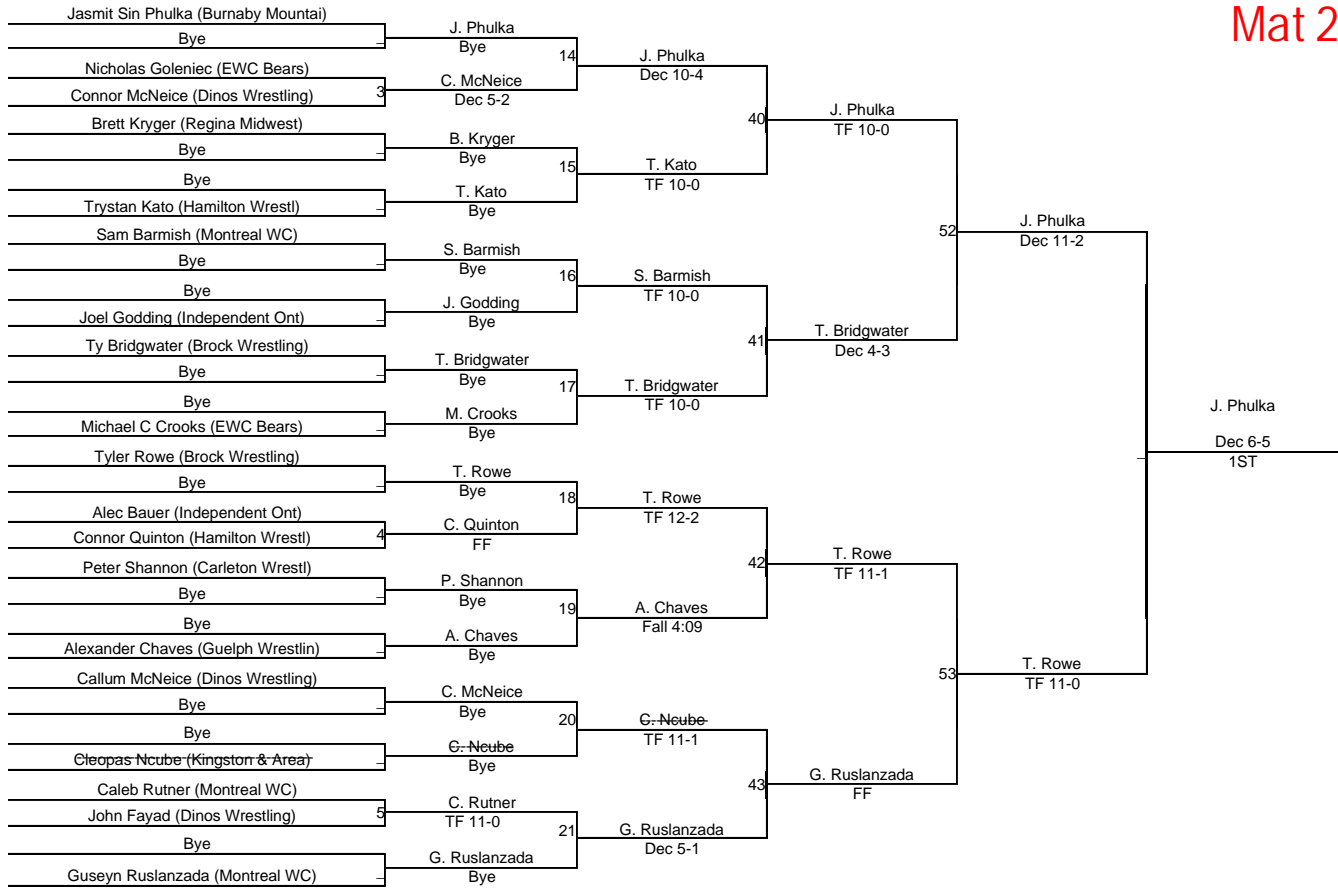 Mat 2
Jasmit Sin Phulka (Burnaby Mountai)
Bye
Nicholas Goleniec (EWC Bears)
3
Connor McNeice (Dinos Wrestling)
Brett Kryger (Regina Midwest)
Bye
Bye
Trystan Kato (Hamilton Wrestl)
Sam Barmish (Montreal WC)
Bye
Bye
Joel Godding (Independent Ont)
Ty Bridgwater (Brock Wrestling)
Bye
Bye
Michael C Crooks (EWC Bears)
Tyler Rowe (Brock Wrestling)
Bye
Alec Bauer (Independent Ont)
4
Connor Quinton (Hamilton Wrestl)
Peter Shannon (Carleton Wrestl)
Bye
Bye
Alexander Chaves (Guelph Wrestlin)
Callum McNeice (Dinos Wrestling)
Bye
Bye
Cleopas Ncube (Kingston & Area)
Caleb Rutner (Montreal WC)
5
John Fayad (Dinos Wrestling)
Bye
Guseyn Ruslanzada (Montreal WC)
J. Phulka
Bye
14
C. McNeice
Dec 5-2
B. Kryger
Bye
15
T. Kato
Bye
S. Barmish
Bye
16
J. Godding
Bye
T. Bridgwater
Bye
17
M. Crooks
Bye
T. Rowe
Bye
18
C. Quinton
FF
P. Shannon
Bye
19
A. Chaves
Bye
C. McNeice
Bye
20
C. Ncube
Bye
C. Rutner
TF 11-0
21
G. Ruslanzada
Bye
J. Phulka
Dec 10-4
40
T. Kato
TF 10-0
S. Barmish
TF 10-0
41
T. Bridgwater
TF 10-0
T. Rowe
TF 12-2
42
A. Chaves
Fall 4:09
C. Ncube
TF 11-1
43
G. Ruslanzada
Dec 5-1
J. Phulka
TF 10-0
52
T. Bridgwater
Dec 4-3
T. Rowe
TF 11-1
53
G. Ruslanzada
FF
J. Phulka
Dec 11-2
T. Rowe
TF 11-0
J. Phulka
Dec 6-5
1ST